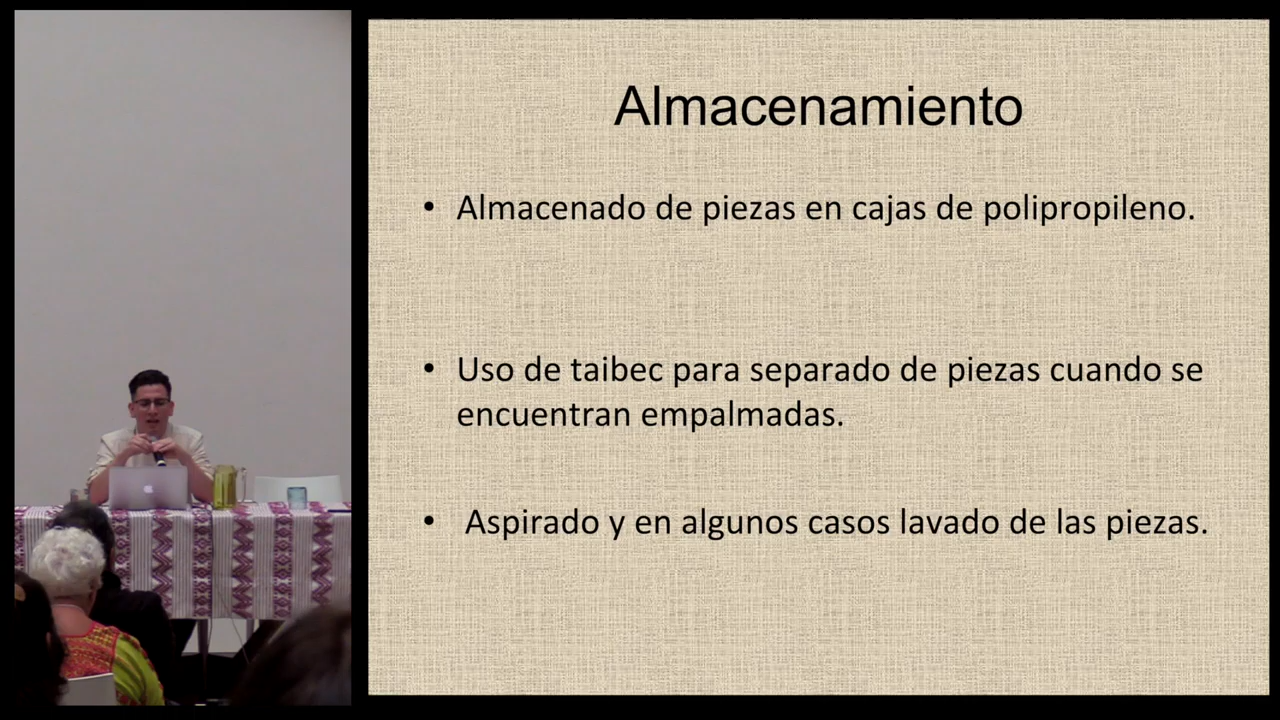 Almacenamiento
• Almacenado de piezas en cajas de polipropileno.
• Uso de taibec para separado de piezas cuando se
encuentran empalmadas.
• Aspirado y en algunos casos lavado de las piezas.